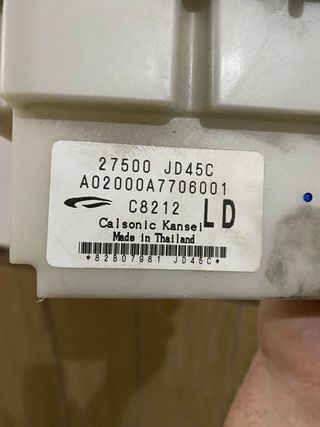 27500 JD45C
A02000A7706001
C8212 LD
Calsonic Kansei
Made in Thailand
*82807981 JD45C*